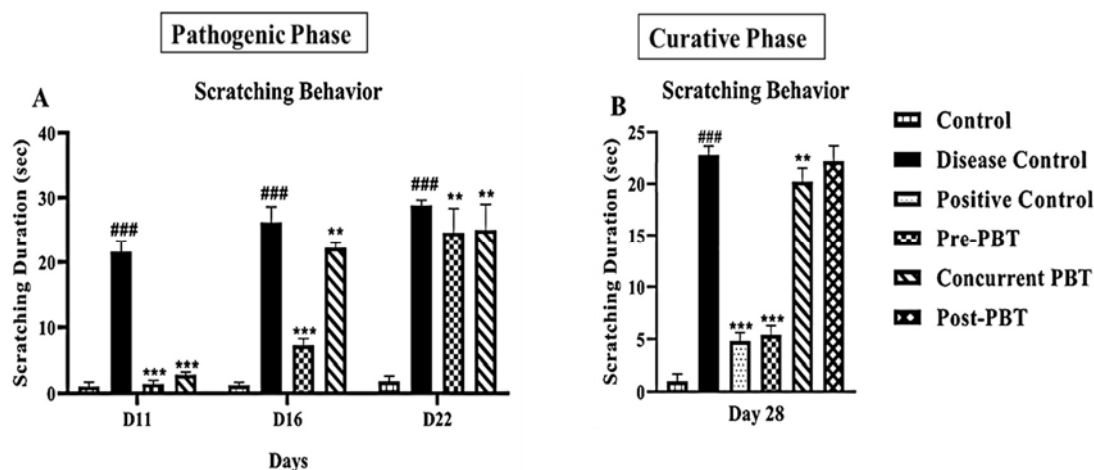 Pathogenic Phase
Curative Phase
A
Scratching Behavior
Scratching Duration (sec)
40
30
20
10
0
###
***
***
###
***
**
###
**
**
D11
D16
D22
Days
B
Scratching Behavior
Scratching Duration (sec)
25
20
15
10
5
0
###
***
***
**
Day 28
Control
Disease Control
Positive Control
Pre-PBT
Concurrent PBT
Post-PBT